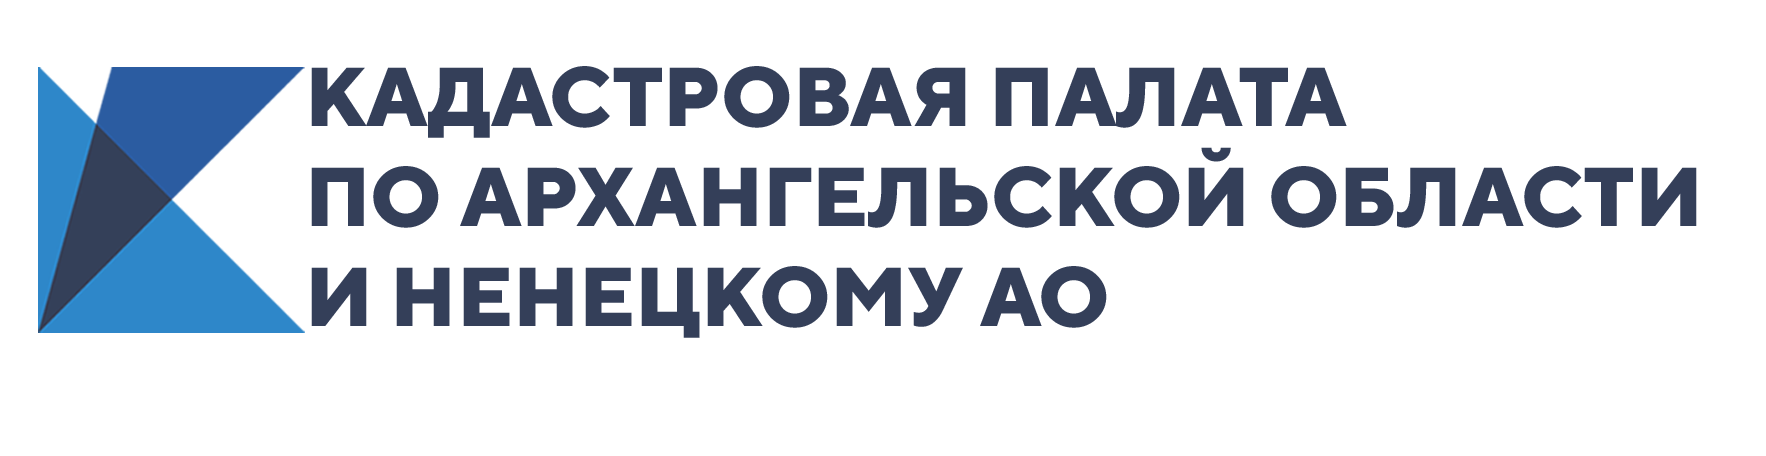 КАДАСТРОВАЯ ПАЛАТА
ПО АРХАНГЕЛЬСКОЙ ОБЛАСТИ
И НЕНЕЦКОМУ АО